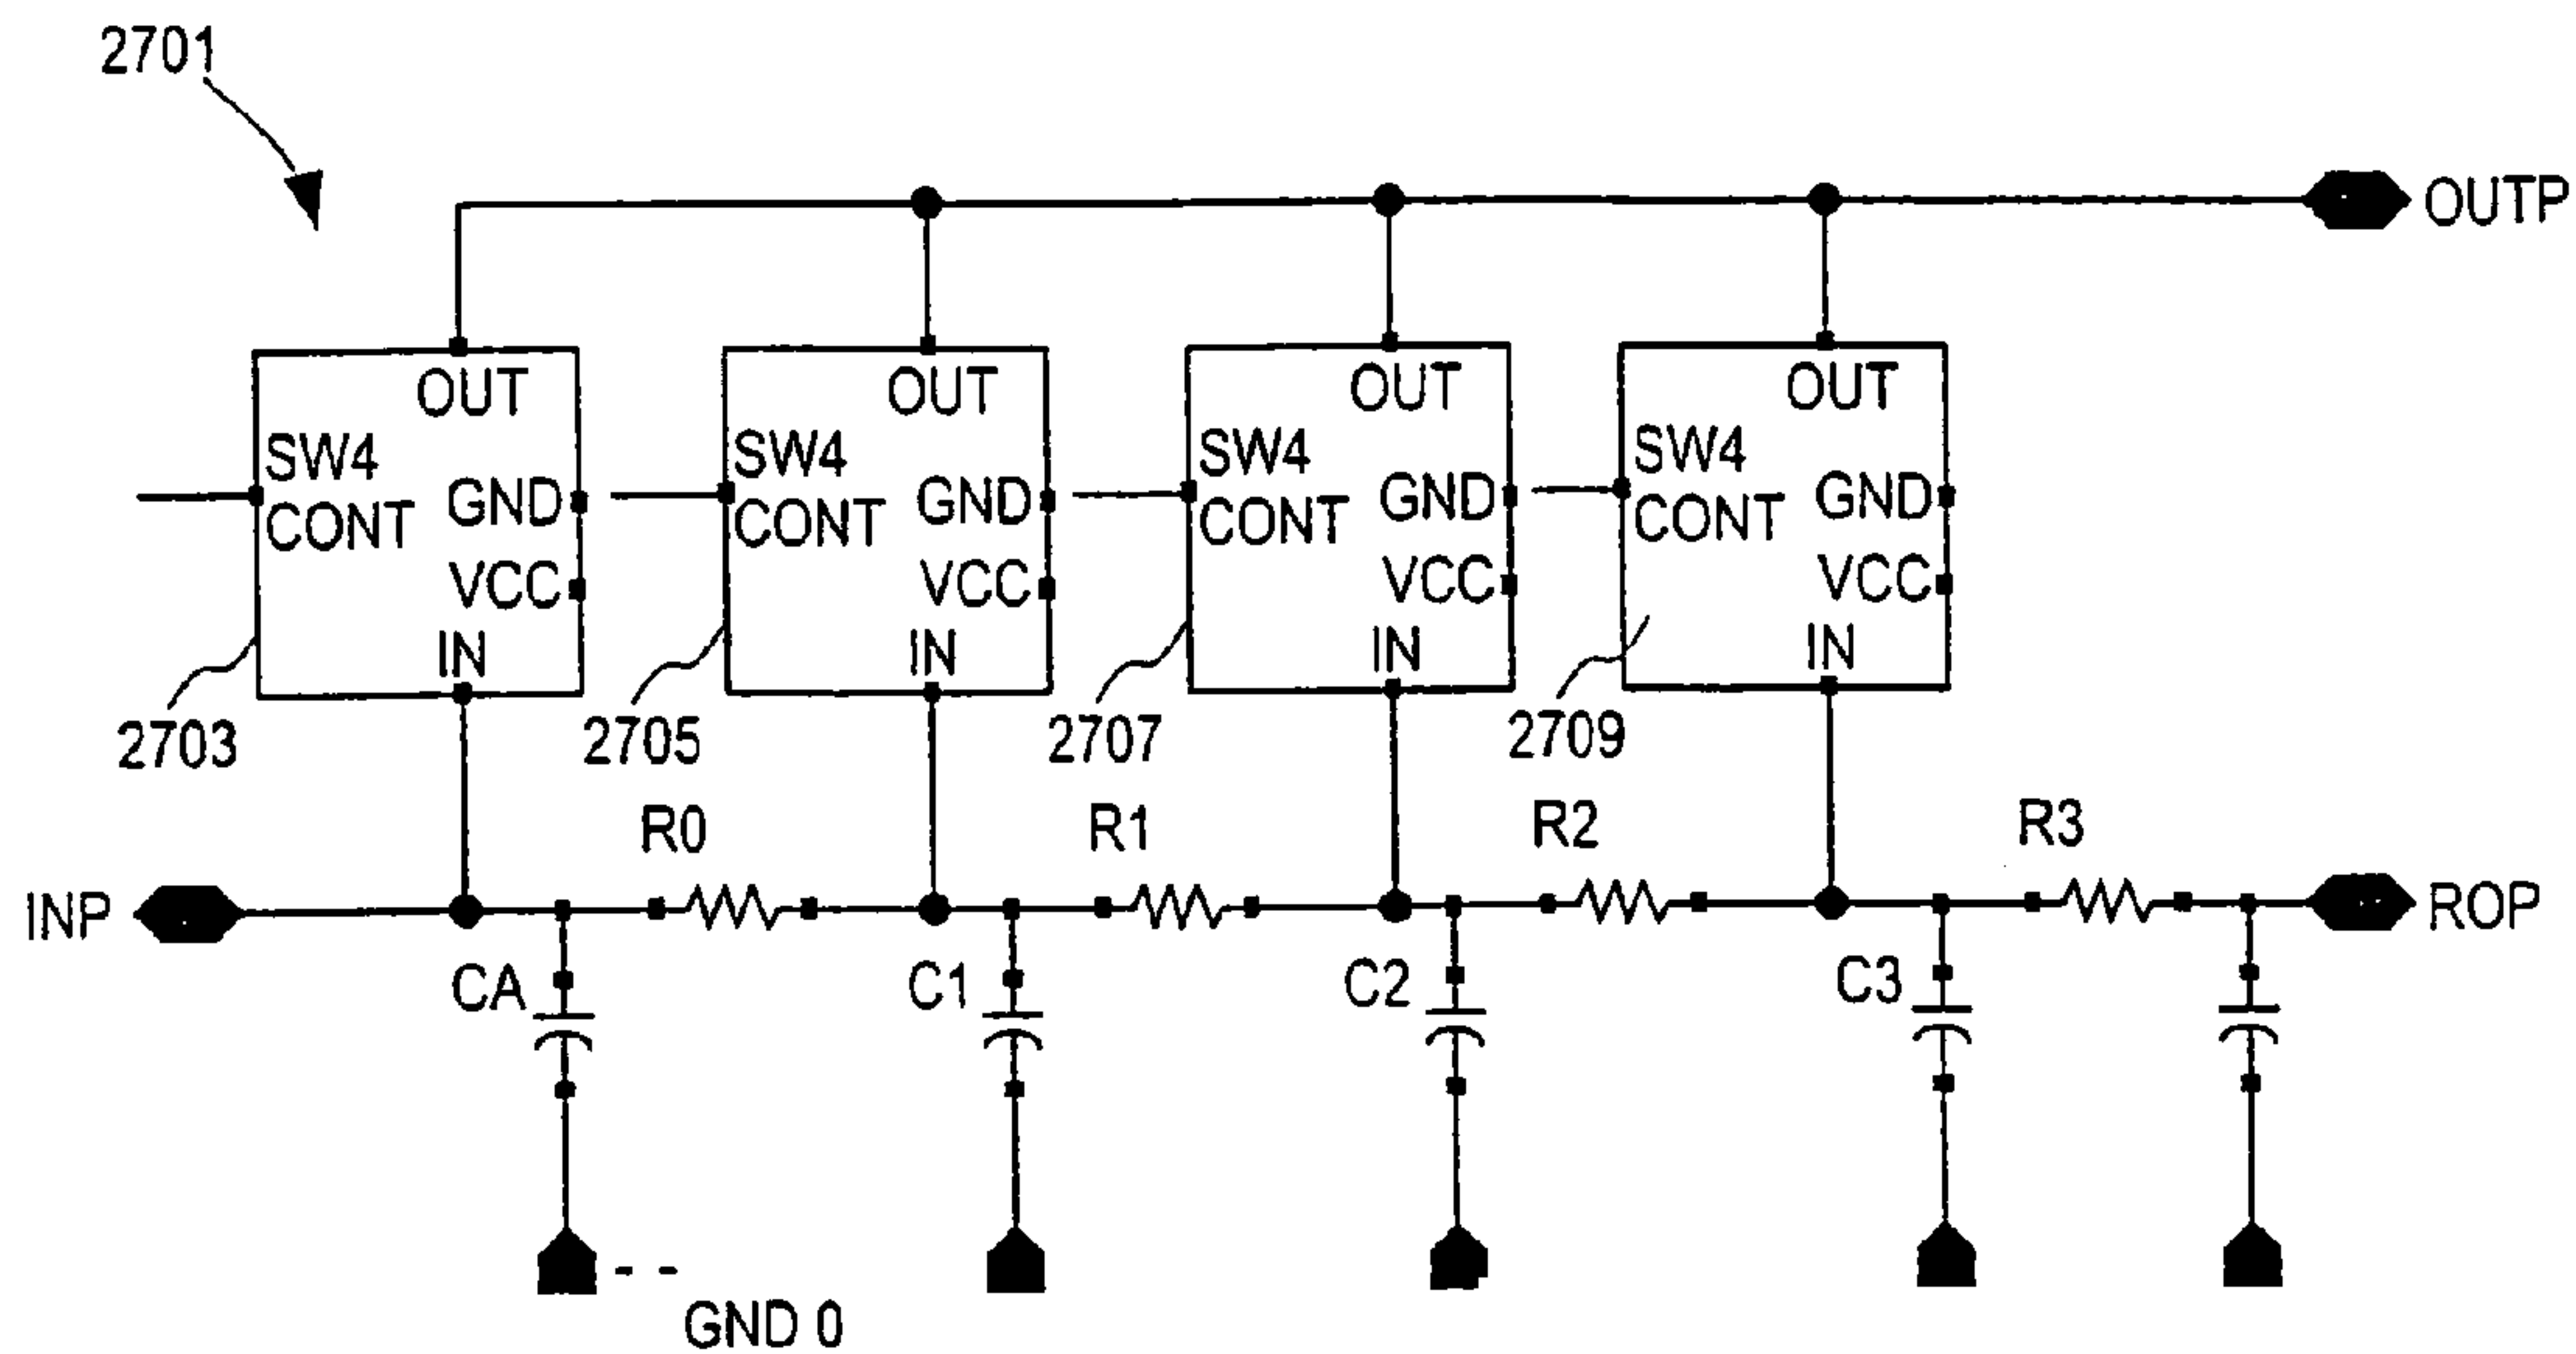 2701
OUTP
OUT
SW4
CONT
GND
VCC
IN
2703
OUT
SW4
CONT
GND
VCC
IN
2705
OUT
SW4
CONT
GND
VCC
IN
2707
OUT
SW4
CONT
GND
VCC
IN
2709
R0
R1
R2
R3
INP
ROP
CA
C1
C2
C3
GND 0